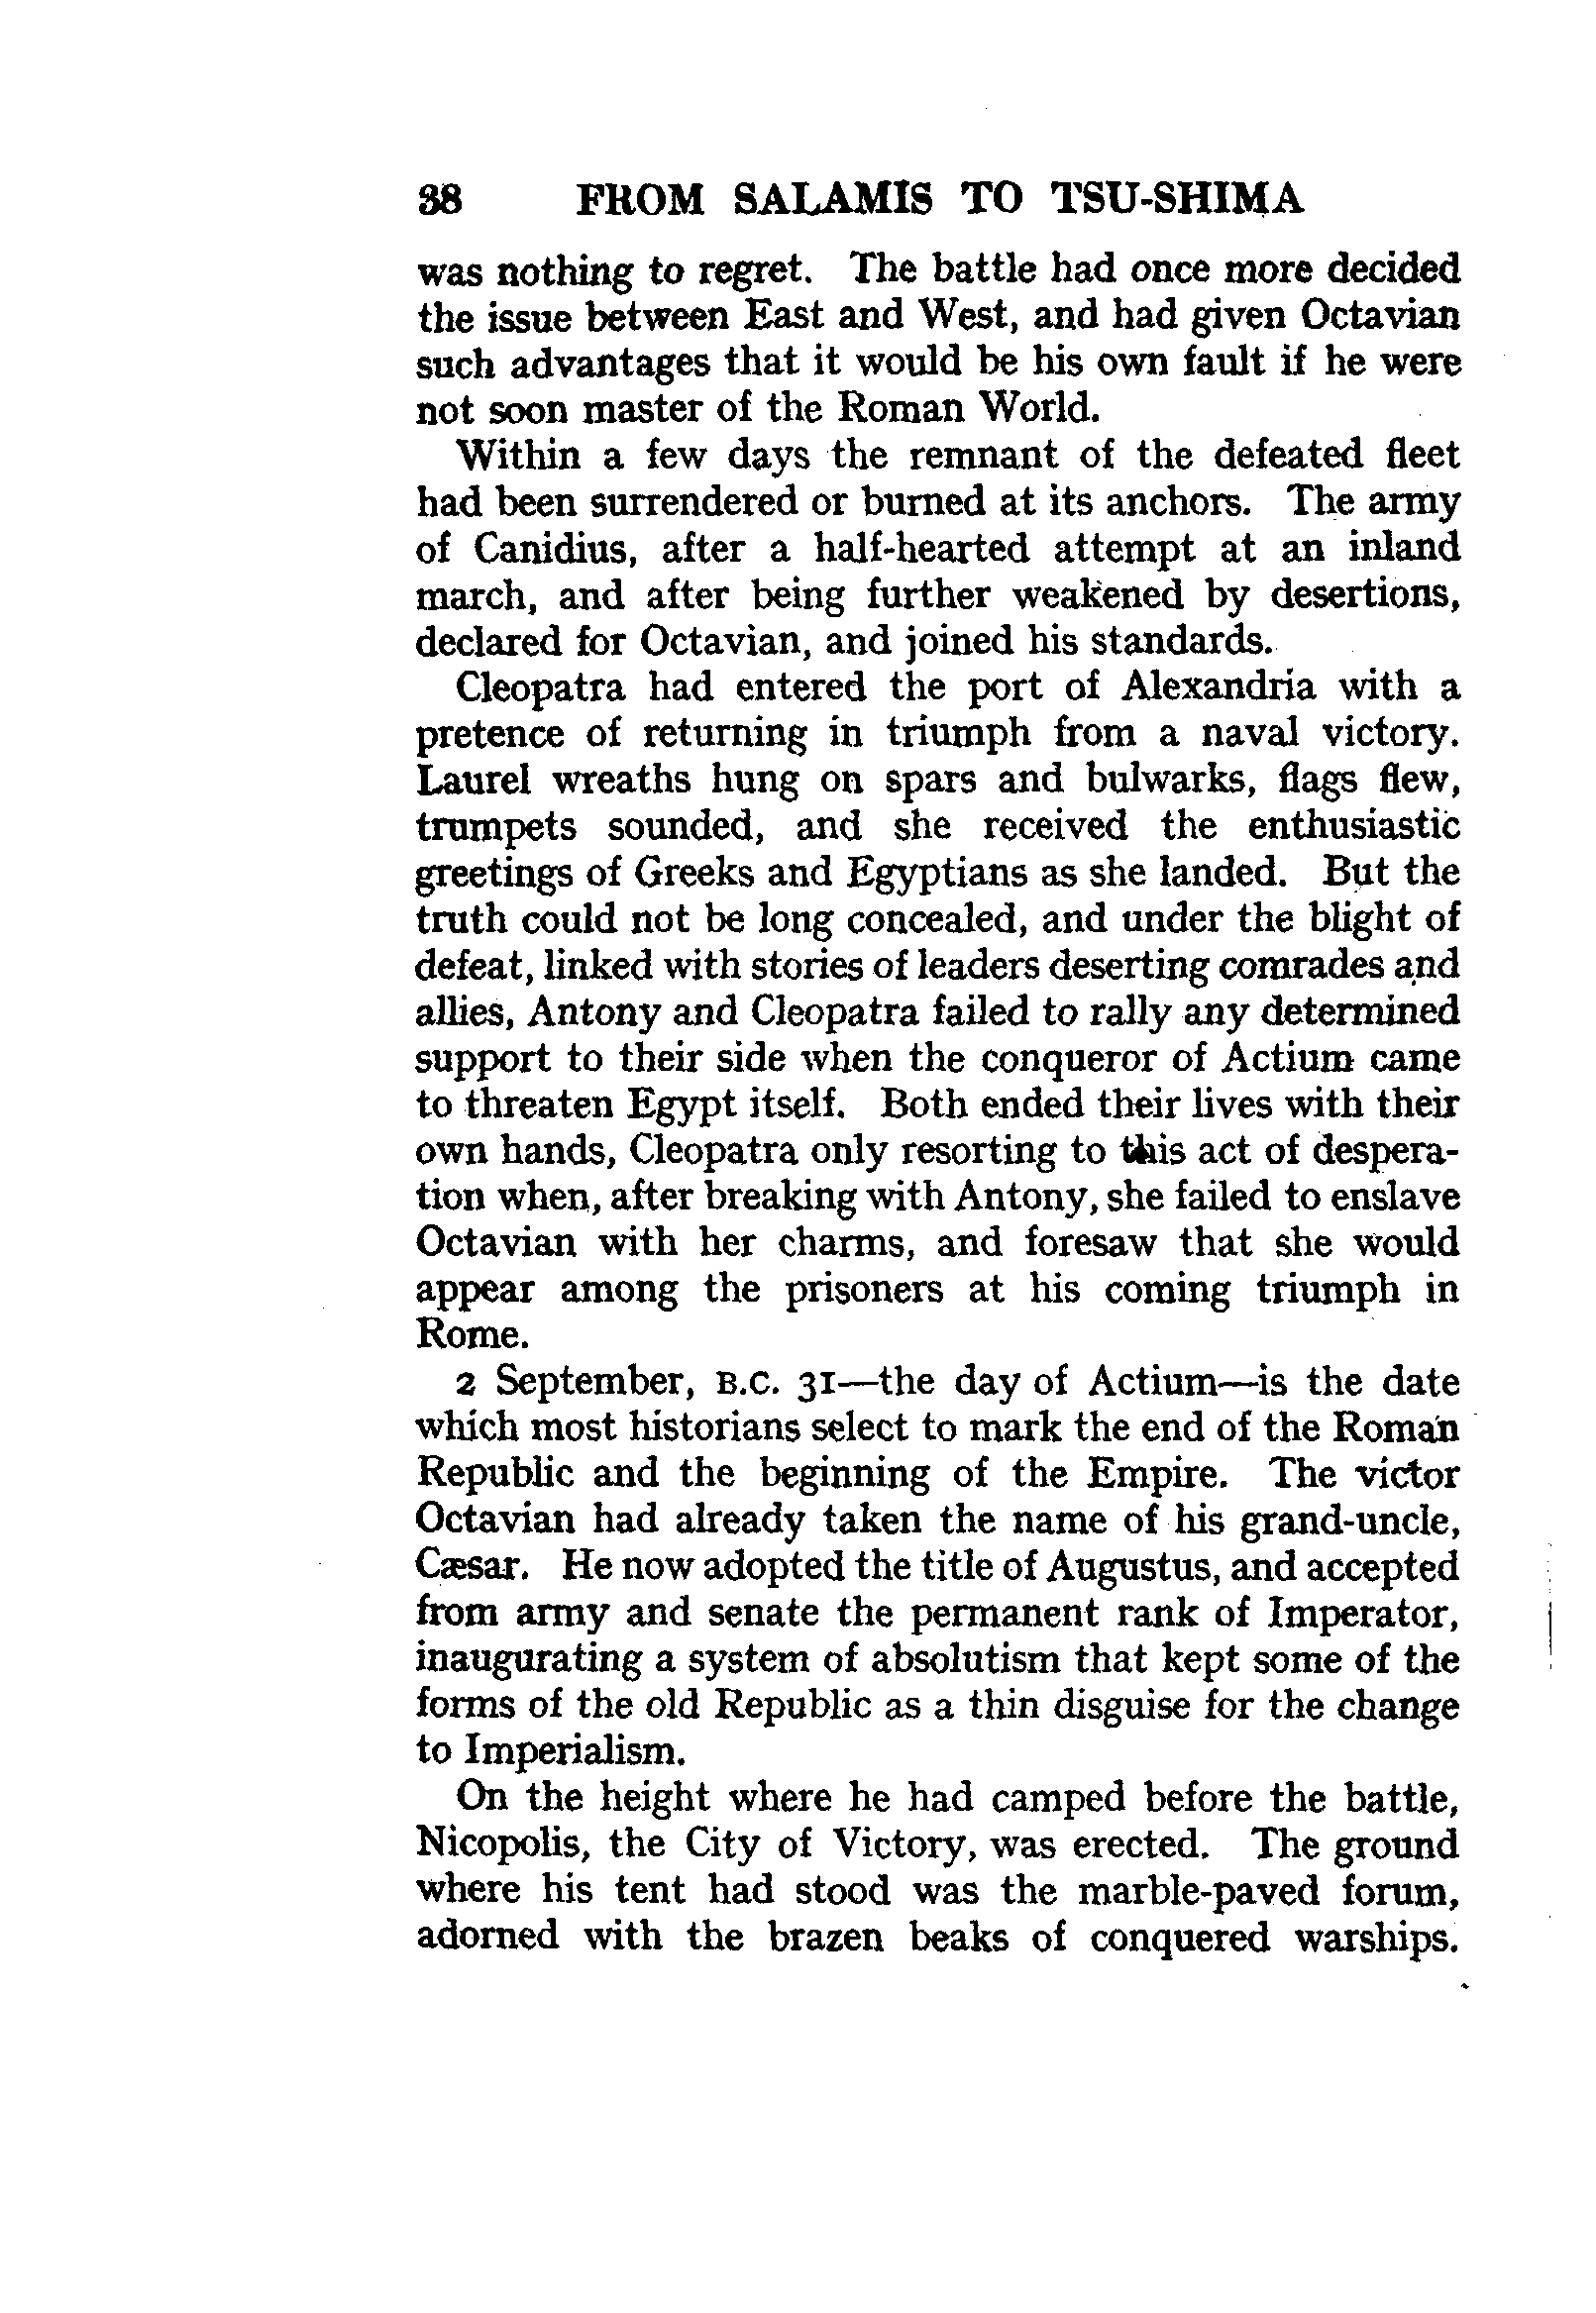 38 FROM SALAMIS TO TSU-SHIMA
was nothing to regret. The battle had once more decided
the issue between East and West, and had given Octavian
such advantages that it would be his own fault if he were
not soon master of the Roman World.
Within a few days the remnant of the defeated fleet
had been surrendered or burned at its anchors. The army
of Canidius, after a half-hearted attempt at an inland
march, and after being further weakened by desertions,
declared for Octavian, and joined his standards.
Cleopatra had entered the port of Alexandria with a
pretence of returning in triumph from a naval victory.
Laurel wreaths hung on spars and bulwarks, flags flew,
trumpets sounded, and she received the enthusiastic
greetings of Greeks and Egyptians as she landed. But the
truth could not be long concealed, and under the blight of
defeat, linked with stories of leaders deserting comrades and
allies, Antony and Cleopatra failed to rally any determined
support to their side when the conqueror of Actium came
to threaten Egypt itself. Both ended their lives with their
own hands, Cleopatra only resorting to this act of despera-
tion when, after breaking with Antony, she failed to enslave
Octavian with her charms, and foresaw that she would
appear among the prisoners at his coming triumph in
Rome.
2 September, B.C. 31—the day of Actium—is the date
which most historians select to mark the end of the Roman
Republic and the beginning of the Empire. The victor
Octavian had already taken the name of his grand-uncle,
Cæsar. He now adopted the title of Augustus, and accepted
from army and senate the permanent rank of Imperator,
inaugurating a system of absolutism that kept some of the
forms of the old Republic as a thin disguise for the change
to Imperialism.
On the height where he had camped before the battle,
Nicopolis, the City of Victory, was erected. The ground
where his tent had stood was the marble-paved forum,
adorned with the brazen beaks of conquered warships.